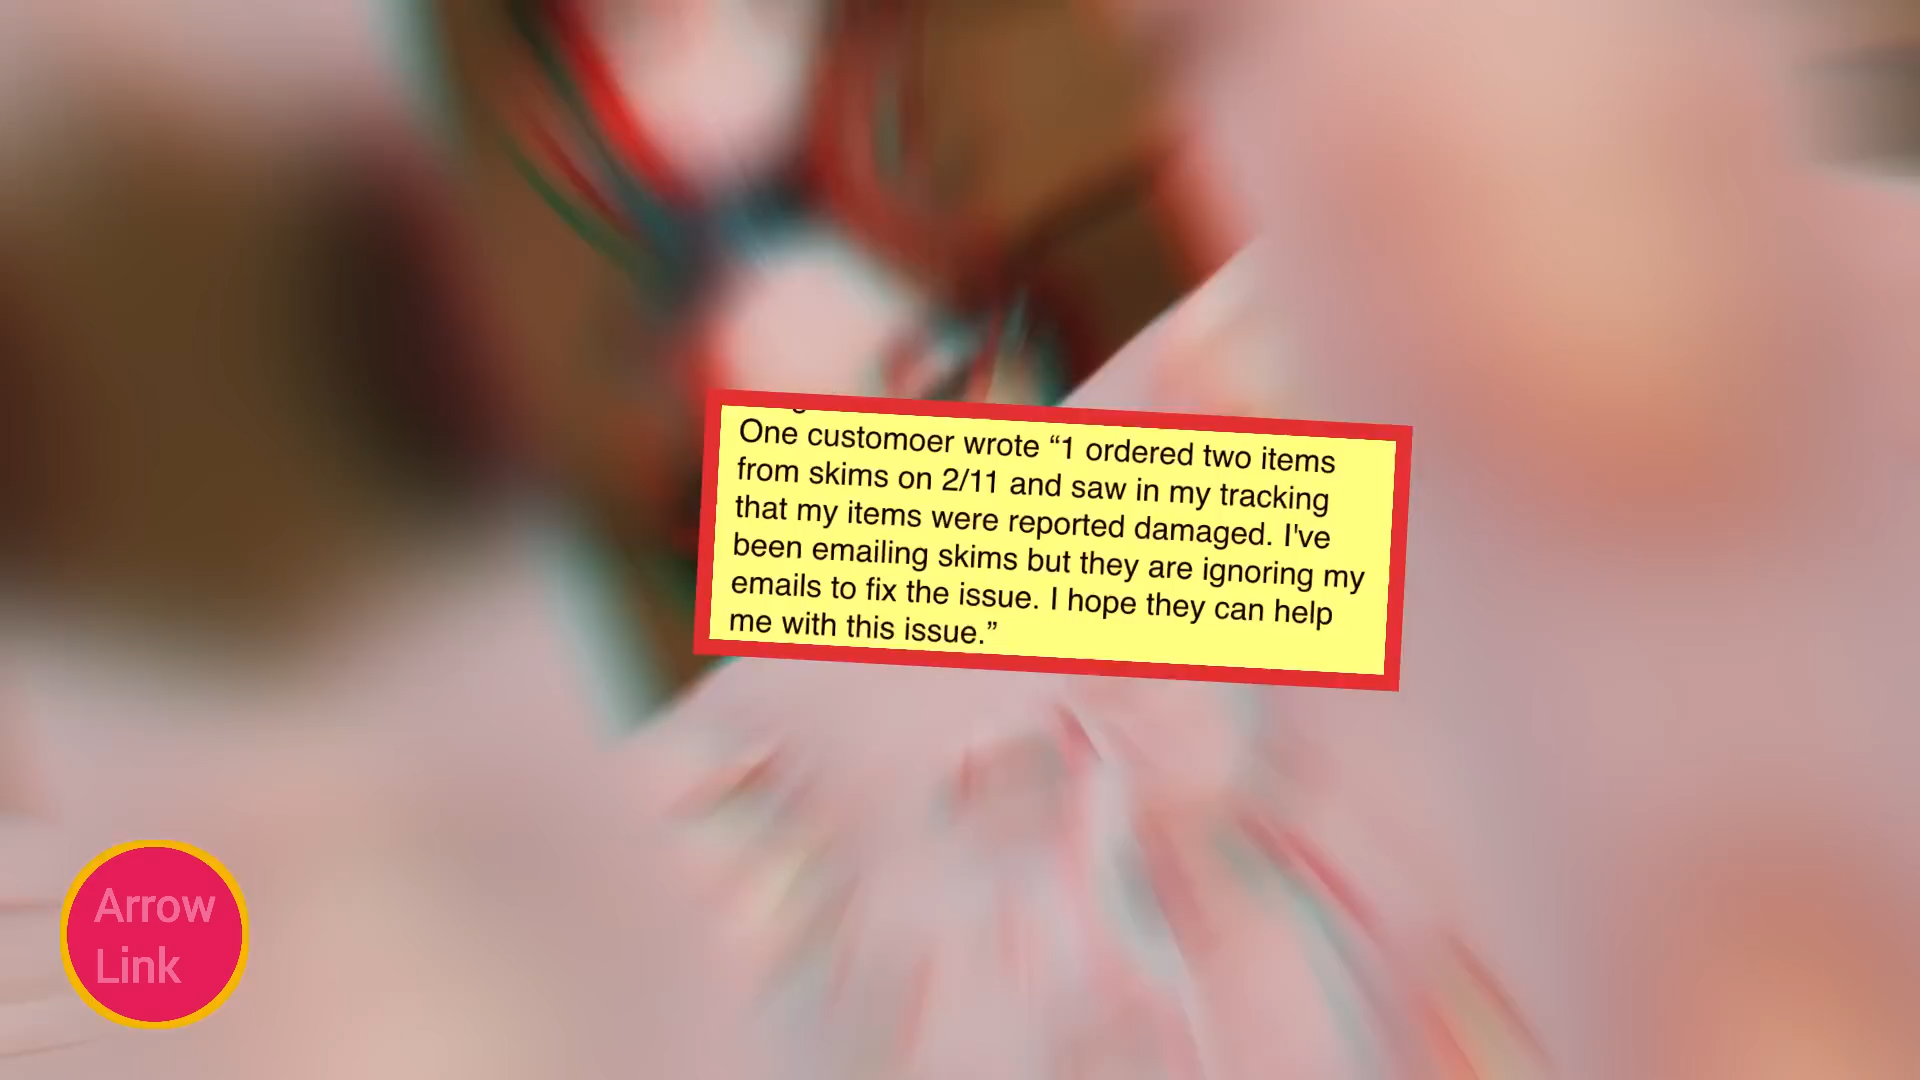 One customoer wrote “1 ordered two items
from skims on 2/11 and saw in my tracking
that my items were reported damaged. I've
been emailing skims but they are ignoring my
emails to fix the issue. I hope they can help
me with this issue.”
Arrow
Link